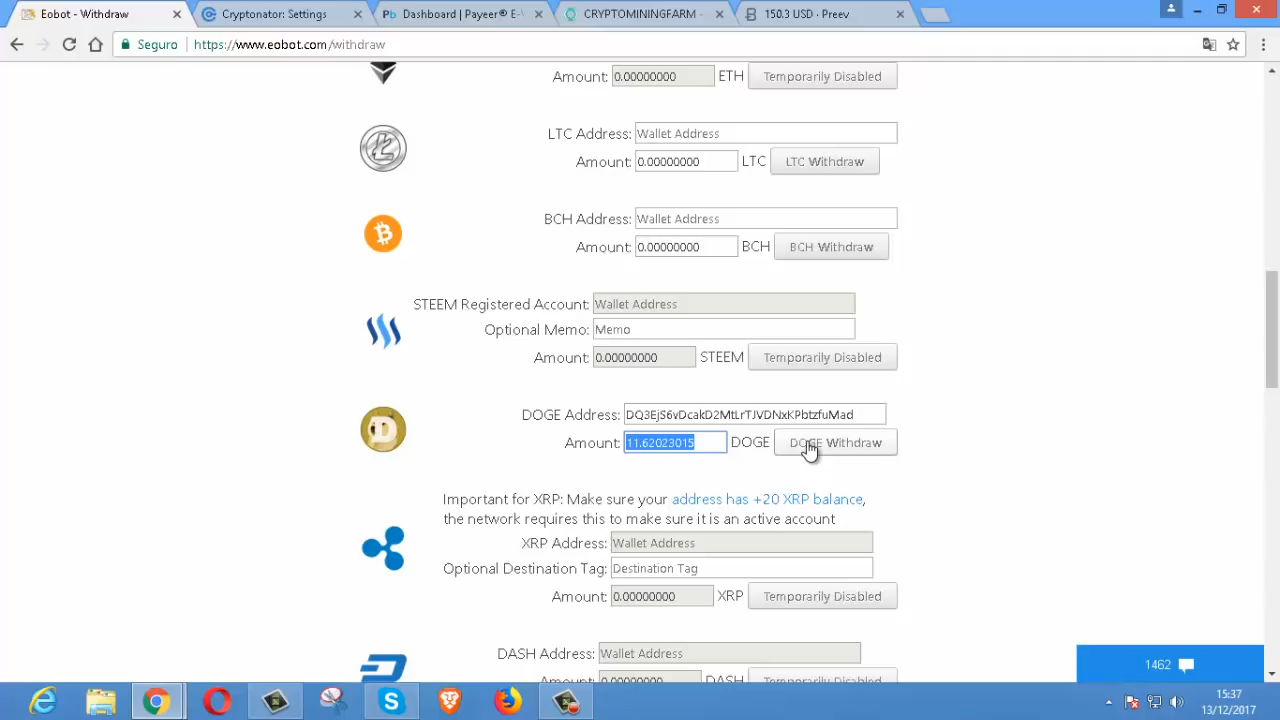 Eobot - Withdraw
Cryptonator: Settings
Dashboard | Payeer® E-\
CRYPTOMININGFARM -
150.3 USD - Preev
Seguro https://www.eobot.com/withdraw
Amount: 0.00000000 ETH Temporarily Disabled
LTC Address: Wallet Address
Amount: 0.00000000 LTC LTC Withdraw
BCH Address: Wallet Address
Amount: 0.00000000 BCH BCH Withdraw
STEEM Registered Account: Wallet Address
Optional Memo: Memo
Amount: 0.00000000 STEEM Temporarily Disabled
DOGE Address: DQ3EjS6vDcakD2MtLrTJVDNxKPbtzfuMad
Amount: 11.62023015 DOGE DOGE Withdraw
Important for XRP: Make sure your address has +20 XRP balance,
the network requires this to make sure it is an active account
XRP Address: Wallet Address
Optional Destination Tag: Destination Tag
Amount: 0.00000000 XRP Temporarily Disabled
DASH Address: Wallet Address
Amount: 0.00000000 DASH Temporarily Disabled
1462
15:37
13/12/2017